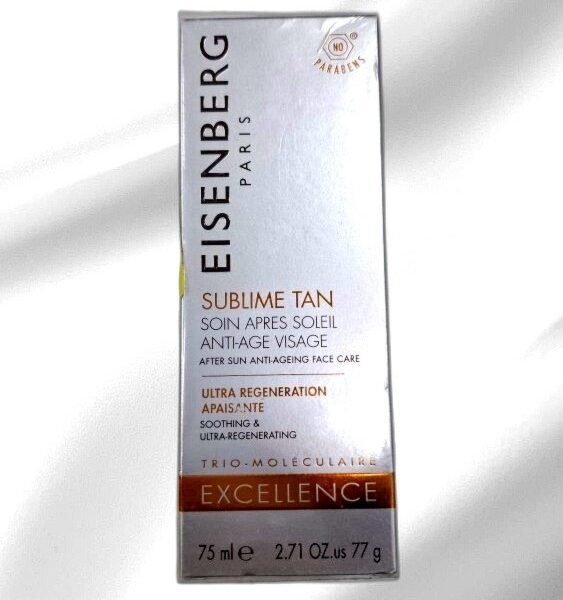 NO
PARABENS
®
EISENBERG
PARIS
SUBLIME TAN
SOIN APRES SOLEIL
ANTI-AGE VISAGE
AFTER SUN ANTI-AGEING FACE CARE
ULTRA REGENERATION
APAISANTE
SOOTHING &
ULTRA-REGENERATING
TRIO-MOLÉCULAIRE
EXCELLENCE
75 ml e 2.71 OZ.us 77 g